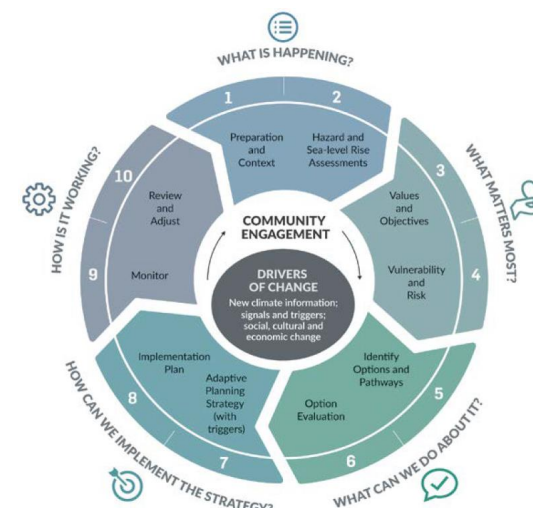 WHAT IS HAPPENING?
1
2
Preparation
and
Context
Hazard and
Sea-level Rise
Assessments
WHAT MATTERS MOST?
3
Values
and
Objectives
4
Vulnerability
and
Risk
WHAT CAN WE DO ABOUT IT?
5
Identify
Options and
Pathways
6
Option
Evaluation
HOW CAN WE IMPLEMENT THE STRATEGY?
7
Adaptive
Planning
Strategy
(with
triggers)
8
Implementation
Plan
HOW IS IT WORKING?
9
Monitor
10
Review
and
Adjust
COMMUNITY
ENGAGEMENT
DRIVERS
OF CHANGE
New climate information;
signals and triggers;
social, cultural and
economic change